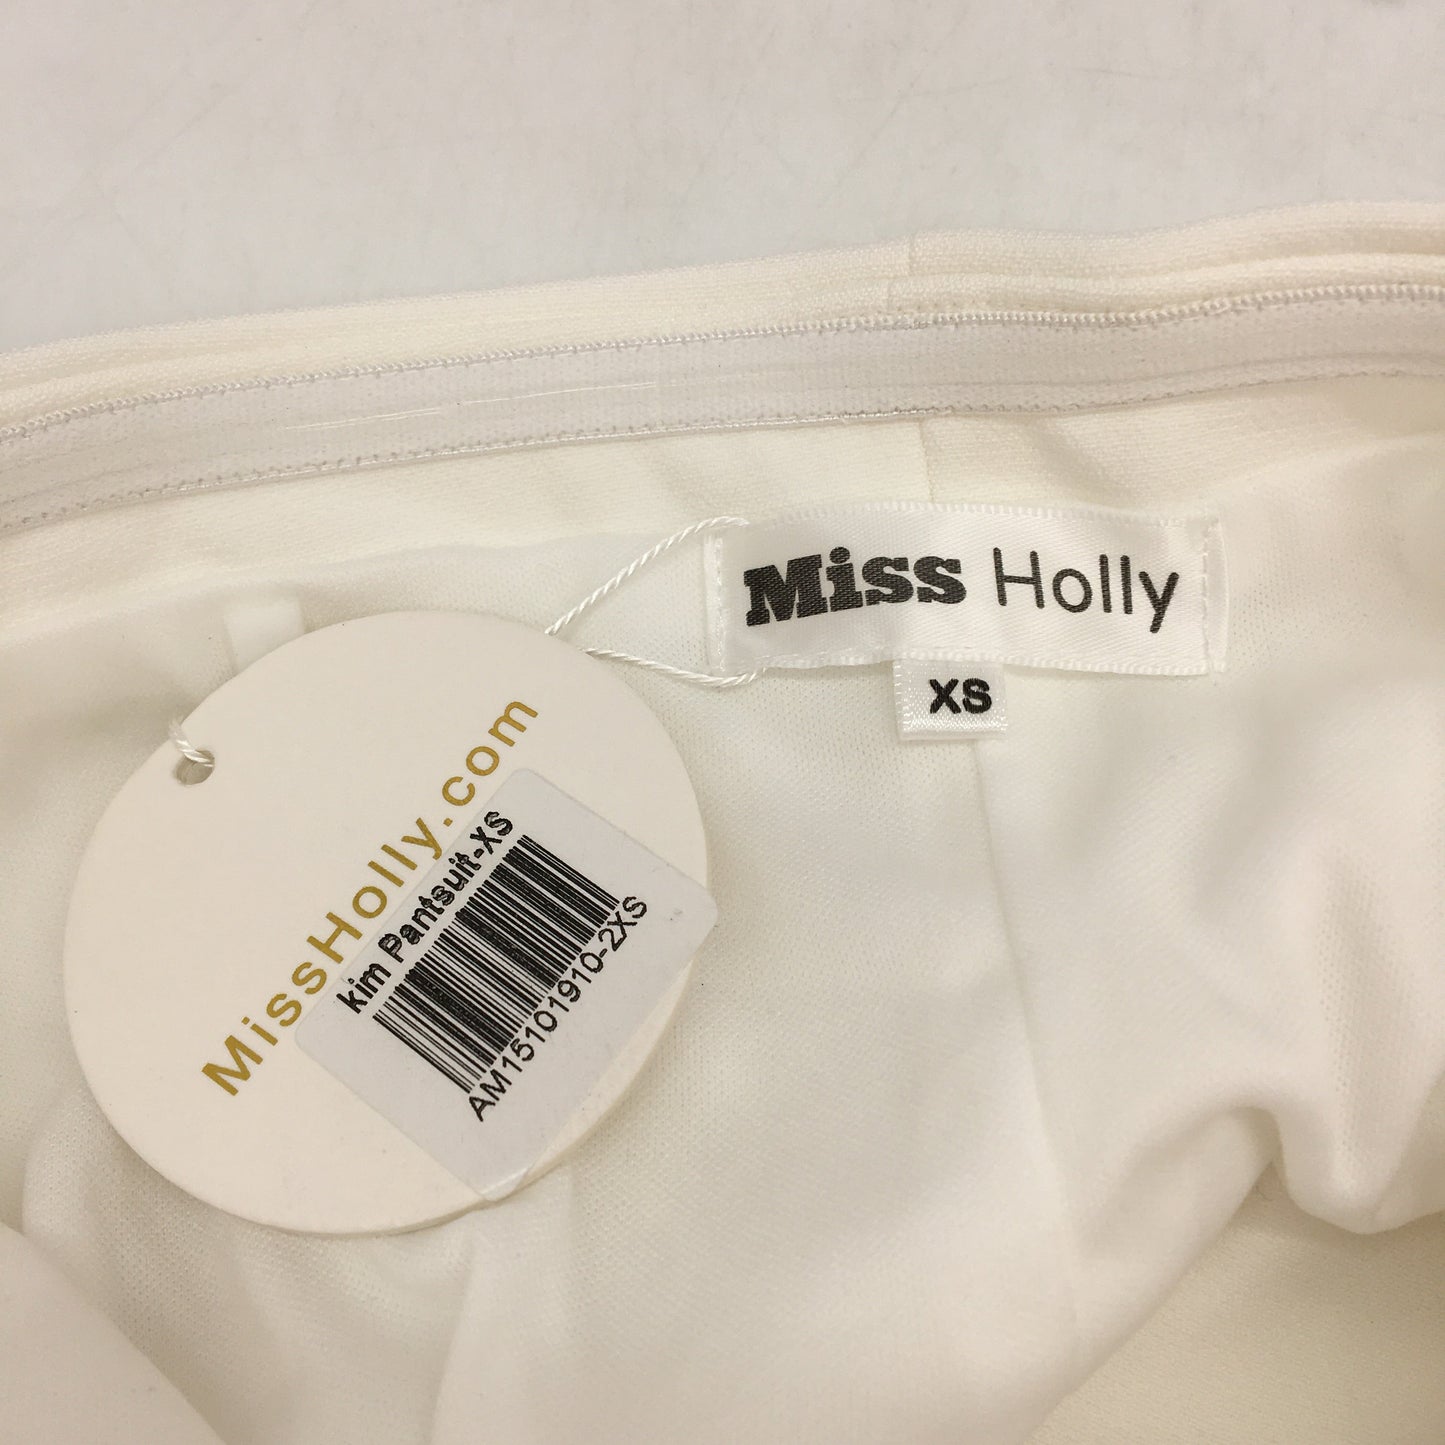 Miss Holly
XS
MissHolly.com
kim Pantsuit-XS
AM15101910-2XS